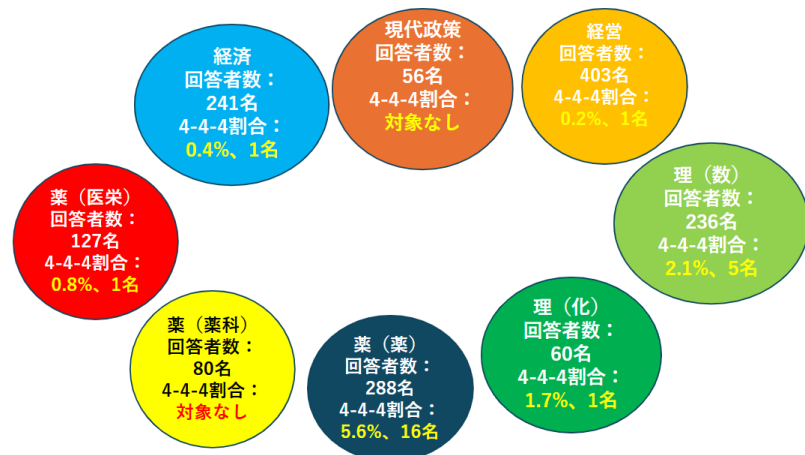 経済
回答者数：
241名
4-4-4割合：
0.4%、1名
現代政策
回答者数：
56名
4-4-4割合：
対象なし
経営
回答者数：
403名
4-4-4割合：
0.2%、1名
薬（医栄）
回答者数：
127名
4-4-4割合：
0.8%、1名
理（数）
回答者数：
236名
4-4-4割合：
2.1%、5名
薬（薬科）
回答者数：
80名
4-4-4割合：
対象なし
薬（薬）
回答者数：
288名
4-4-4割合：
5.6%、16名
理（化）
回答者数：
60名
4-4-4割合：
1.7%、1名